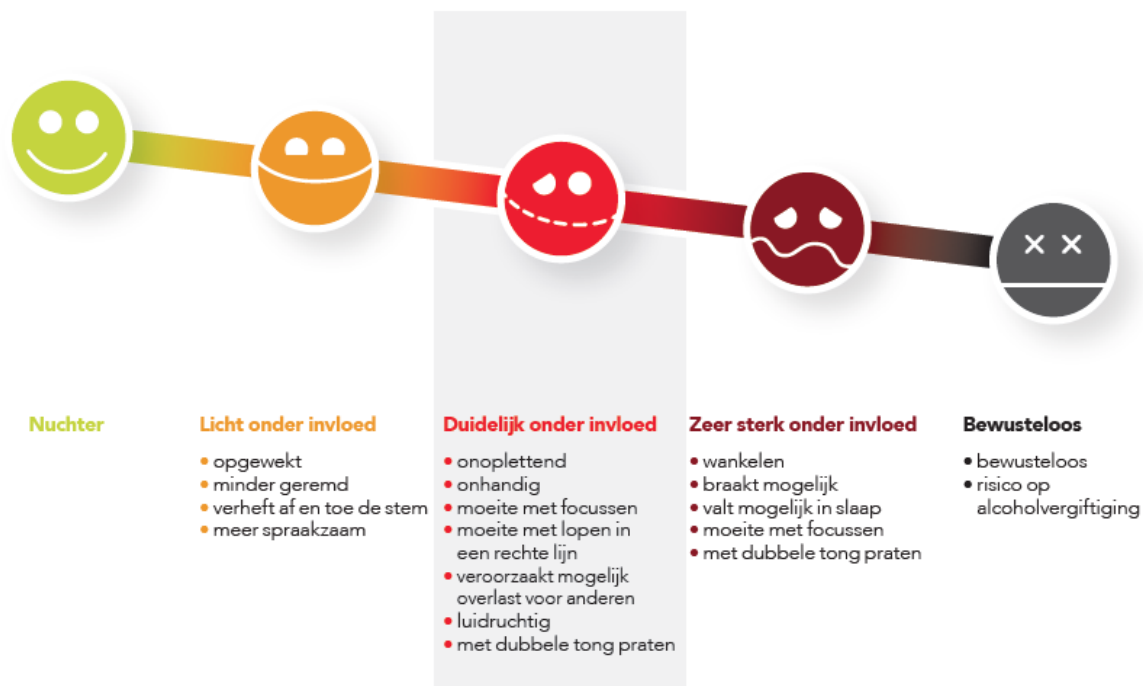 Nuchter
Licht onder invloed
• opgewekt
• minder geremd
• verheft af en toe de stem
• meer spraakzaam
Duidelijk onder invloed
• onoplettend
• onhandig
• moeite met focussen
• moeite met lopen in
een rechte lijn
• veroorzaakt mogelijk
overlast voor anderen
• luidruchtig
• met dubbele tong praten
Zeer sterk onder invloed
• wankelen
• braakt mogelijk
• valt mogelijk in slaap
• moeite met focussen
• met dubbele tong praten
Bewusteloos
• bewusteloos
• risico op
alcoholvergiftiging